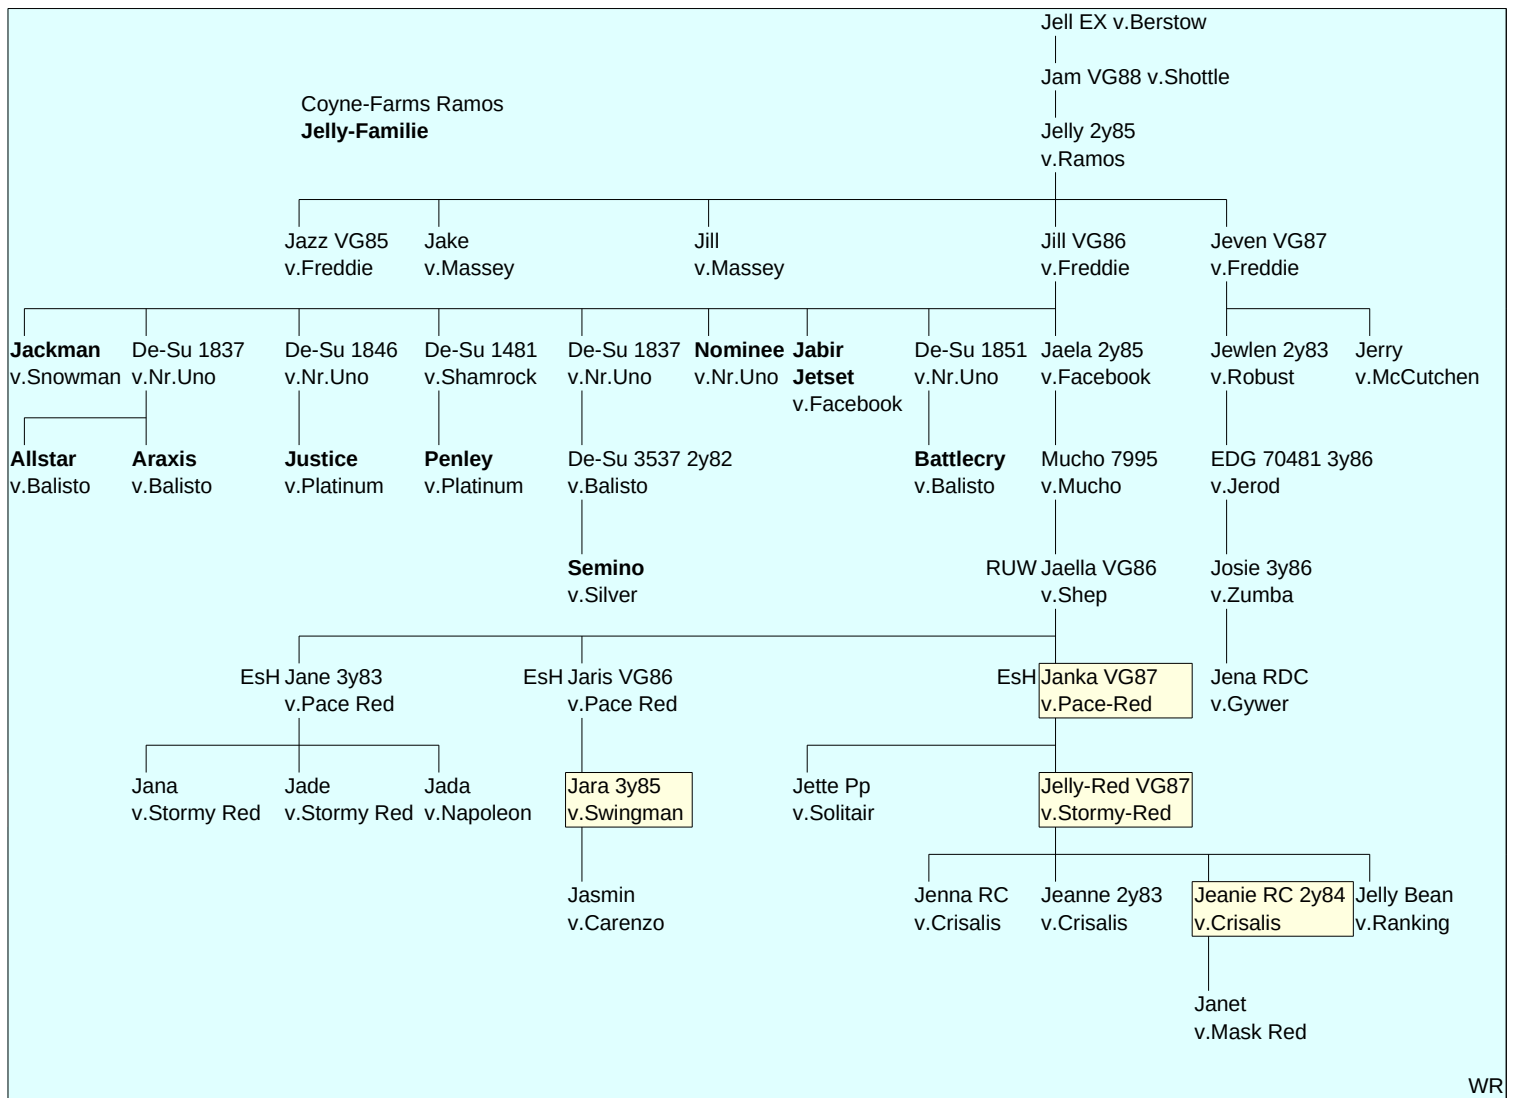 Jell EX v.Berstow
Jam VG88 v.Shottle
Coyne-Farms Ramos
Jelly-Familie
Jelly 2y85
v.Ramos
Jazz VG85
v.Freddie
Jake
v.Massey
Jill
v.Massey
Jill VG86
v.Freddie
Jeven VG87
v.Freddie
Jackman
v.Snowman
De-Su 1837
v.Nr.Uno
De-Su 1846
v.Nr.Uno
De-Su 1481
v.Shamrock
De-Su 1837
v.Nr.Uno
Nominee
v.Nr.Uno
Jabir
Jetset
v.Facebook
De-Su 1851
v.Nr.Uno
Jaela 2y85
v.Facebook
Jewlen 2y83
v.Robust
Jerry
v.McCutchen
Allstar
v.Balisto
Araxis
v.Balisto
Justice
v.Platinum
Penley
v.Platinum
De-Su 3537 2y82
v.Balisto
Battlecry
v.Balisto
Mucho 7995
v.Mucho
EDG 70481 3y86
v.Jerod
Semino
v.Silver
RUW Jaella VG86
v.Shep
Josie 3y86
v.Zumba
EsH Jane 3y83
v.Pace Red
EsH Jaris VG86
v.Pace Red
EsH Janka VG87
v.Pace-Red
Jena RDC
v.Gywer
Jana
v.Stormy Red
Jade
v.Stormy Red
Jada
v.Napoleon
Jara 3y85
v.Swingman
Jette Pp
v.Solitair
Jelly-Red VG87
v.Stormy-Red
Jasmin
v.Carenzo
Jenna RC
v.Crisalis
Jeanne 2y83
v.Crisalis
Jeanie RC 2y84
v.Crisalis
Jelly Bean
v.Ranking
Janet
v.Mask Red
WR